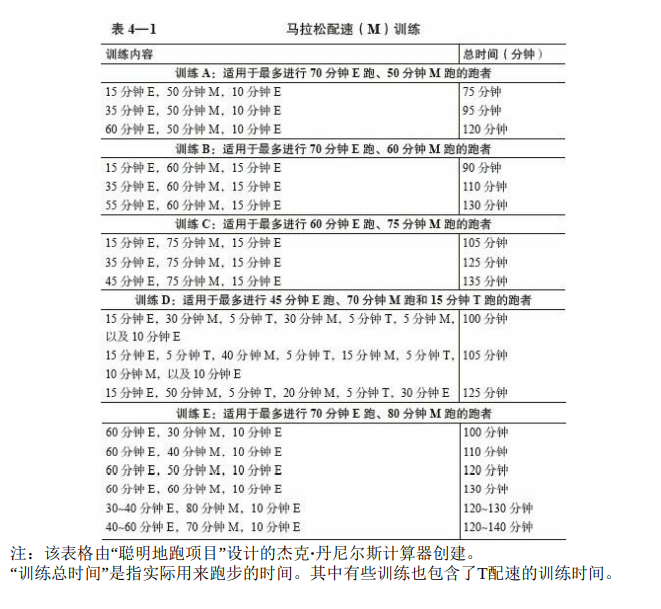 表 4—1 马拉松配速（M）训练
训练内容 总时间（分钟）
训练 A：适用于最多进行 70 分钟 E 跑、50 分钟 M 跑的跑者
15 分钟 E，50 分钟 M，10 分钟 E 75 分钟
35 分钟 E，50 分钟 M，10 分钟 E 95 分钟
60 分钟 E，50 分钟 M，10 分钟 E 120 分钟
训练 B：适用于最多进行 70 分钟 E 跑、60 分钟 M 跑的跑者
15 分钟 E，60 分钟 M，15 分钟 E 90 分钟
35 分钟 E，60 分钟 M，15 分钟 E 110 分钟
55 分钟 E，60 分钟 M，15 分钟 E 130 分钟
训练 C：适用于最多进行 60 分钟 E 跑、75 分钟 M 跑的跑者
15 分钟 E，75 分钟 M，15 分钟 E 105 分钟
35 分钟 E，75 分钟 M，15 分钟 E 125 分钟
45 分钟 E，75 分钟 M，15 分钟 E 135 分钟
训练 D：适用于最多进行 45 分钟 E 跑、70 分钟 M 跑和 15 分钟 T 跑的跑者
15 分钟 E，30 分钟 M，5 分钟 T，30 分钟 M，5 分钟 T，5 分钟 M， 100 分钟
以及 10 分钟 E
15 分钟 E，5 分钟 T，40 分钟 M，5 分钟 T，15 分钟 M，5 分钟 T， 105 分钟
10 分钟 M，以及 10 分钟 E
15 分钟 E，50 分钟 M，5 分钟 T，20 分钟 M，5 分钟 T，30 分钟 E 125 分钟
训练 E：适用于最多进行 70 分钟 E 跑、80 分钟 M 跑的跑者
60 分钟 E，30 分钟 M，10 分钟 E 100 分钟
60 分钟 E，40 分钟 M，10 分钟 E 110 分钟
60 分钟 E，50 分钟 M，10 分钟 E 120 分钟
60 分钟 E，60 分钟 M，10 分钟 E 130 分钟
30~40 分钟 E，80 分钟 M，10 分钟 E 120~130 分钟
40~60 分钟 E，70 分钟 M，10 分钟 E 120~140 分钟
注：该表格由“聪明地跑项目”设计的杰克·丹尼尔斯计算器创建。
“训练总时间”是指实际用来跑步的时间。其中有些训练也包含了T配速的训练时间。